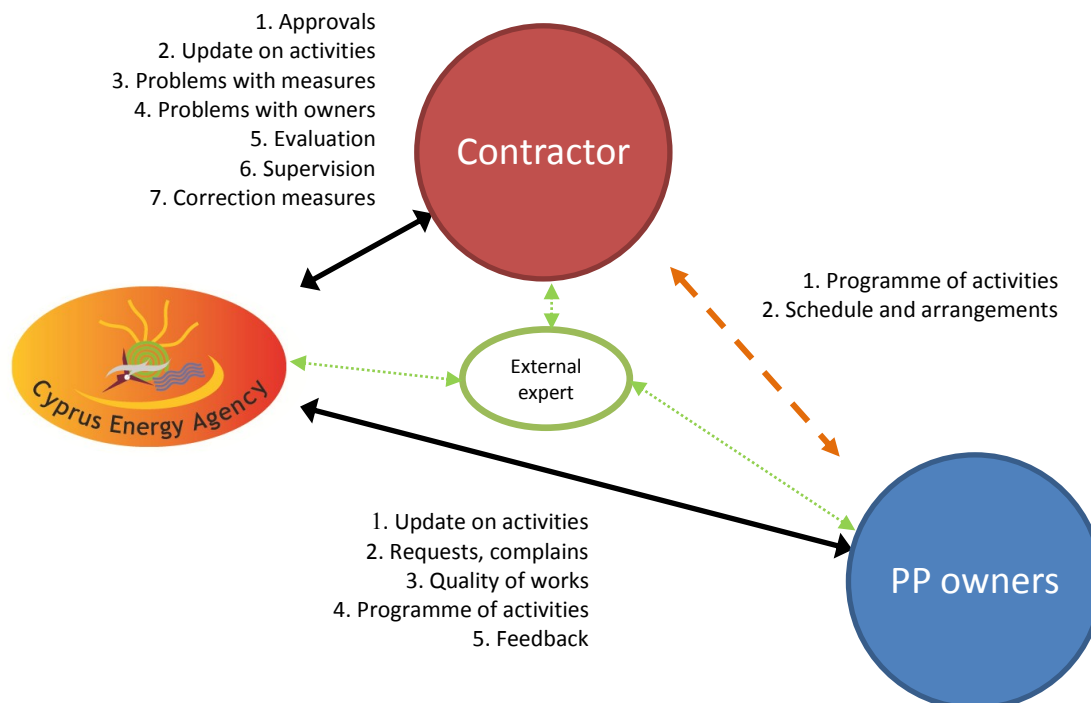 1. Approvals
2. Update on activities
3. Problems with measures
4. Problems with owners
5. Evaluation
6. Supervision
7. Correction measures
Contractor
1. Programme of activities
2. Schedule and arrangements
External
expert
Cyprus Energy Agency
1. Update on activities
2. Requests, complains
3. Quality of works
4. Programme of activities
5. Feedback
PP owners